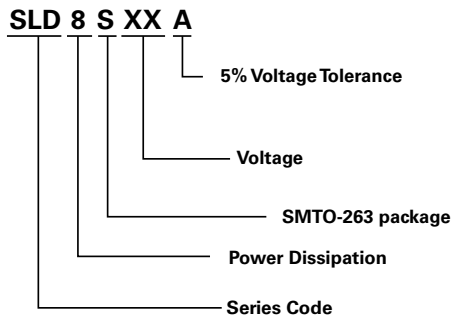 SLD 8 S XX A
5% Voltage Tolerance
Voltage
SMTO-263 package
Power Dissipation
Series Code